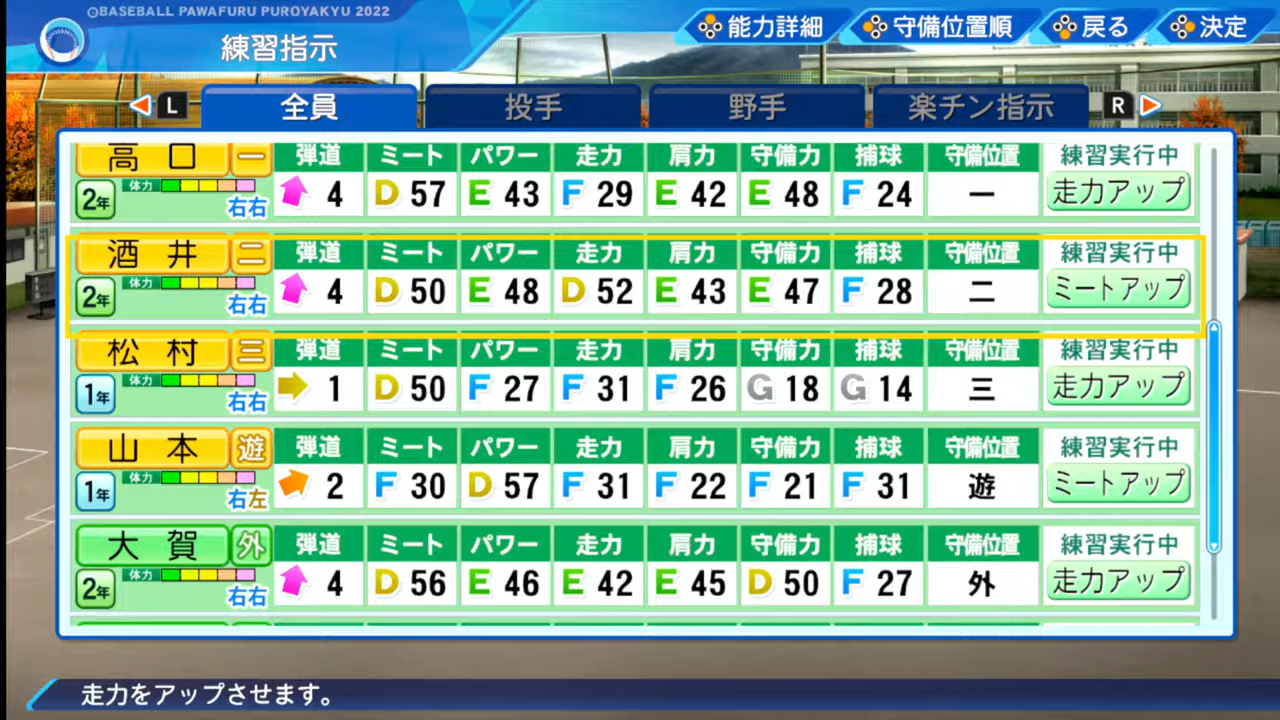 ©BASEBALL PAWAFURU PUROYAKYU 2022
練習指示
能力詳細 守備位置順 戻る 決定
L 全員 投手 野手 楽チン指示 R
高口 一 弾道 ミート パワー 走力 肩力 守備力 捕球 守備位置 練習実行中
2年 体力 右右 4 D 57 E 43 F 29 E 42 E 48 F 24 一 走力アップ
酒井 二 弾道 ミート パワー 走力 肩力 守備力 捕球 守備位置 練習実行中
2年 体力 右右 4 D 50 E 48 D 52 E 43 E 47 F 28 二 ミートアップ
松村 三 弾道 ミート パワー 走力 肩力 守備力 捕球 守備位置 練習実行中
1年 体力 右右 1 D 50 F 27 F 31 F 26 G 18 G 14 三 走力アップ
山本 遊 弾道 ミート パワー 走力 肩力 守備力 捕球 守備位置 練習実行中
1年 体力 右左 2 F 30 D 57 F 31 F 22 F 21 F 31 遊 ミートアップ
大賀 外 弾道 ミート パワー 走力 肩力 守備力 捕球 守備位置 練習実行中
2年 体力 右右 4 D 56 E 46 E 42 E 45 D 50 F 27 外 走力アップ
走力をアップさせます。